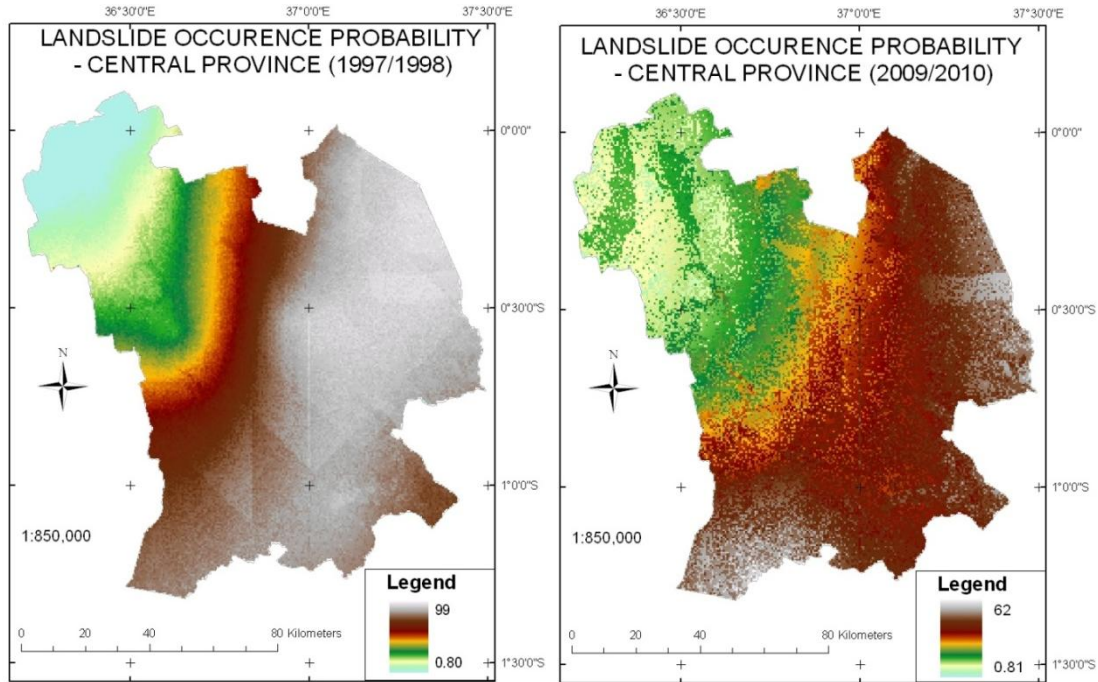 36°30'0"E 37°0'0"E 37°30'0"E
LANDSLIDE OCCURENCE PROBABILITY
- CENTRAL PROVINCE (1997/1998)
0°0'0"
0°30'0"S
N
1°0'0"S
1:850,000
Legend
99
0.80
0 20 40 80 Kilometers
1°30'0"S
36°30'0"E 37°0'0"E 37°30'0"E
LANDSLIDE OCCURENCE PROBABILITY
- CENTRAL PROVINCE (2009/2010)
0°0'0"
0°30'0"S
N
1°0'0"S
1:850,000
Legend
62
0.81
0 20 40 80 Kilometers
1°30'0"S